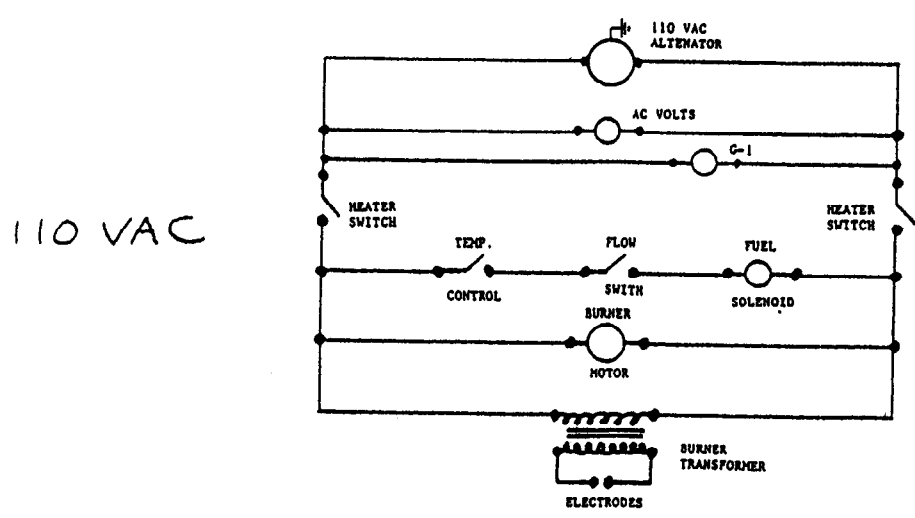 110 VAC
ALTENATOR
AC VOLTS
G-1
HEATER
SWITCH
HEATER
SWITCH
110 VAC
TEMP.
CONTROL
FLOW
SWITH
FUEL
SOLENOID
BURNER
MOTOR
BURNER
TRANSFORMER
ELECTRODES